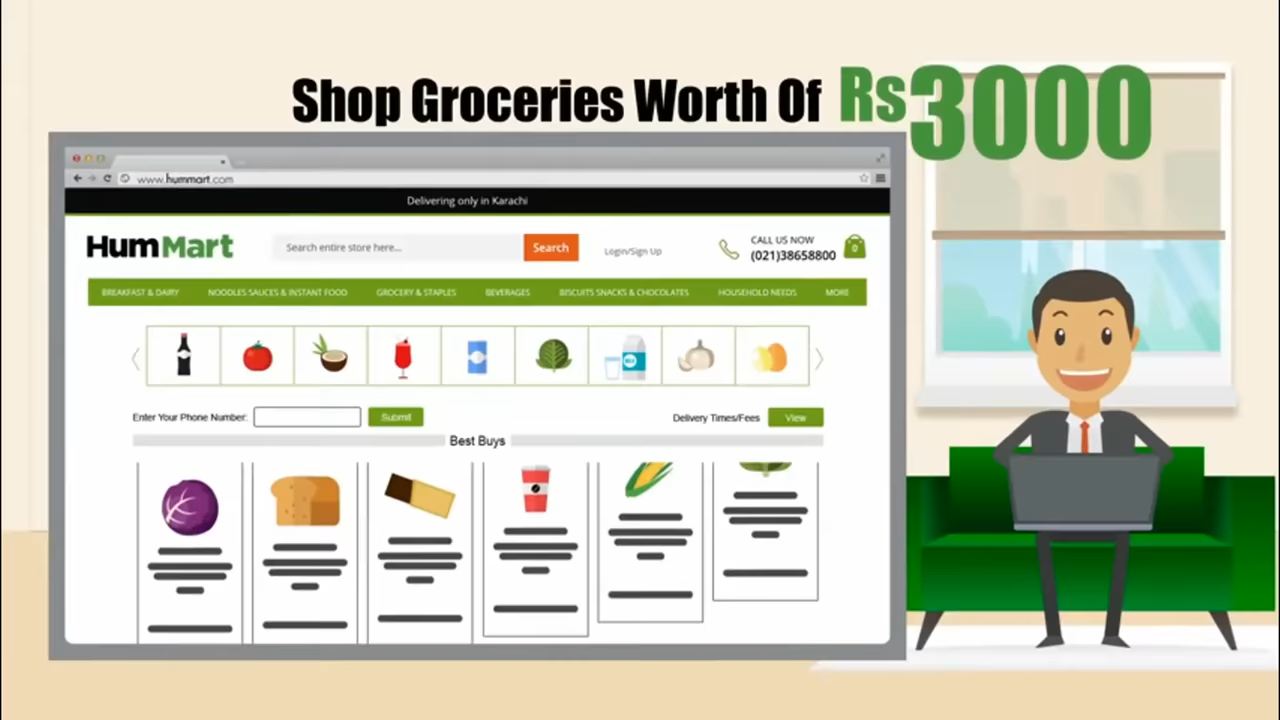 Shop Groceries Worth Of Rs3000
www.hummart.com
Delivering only in Karachi
HumMart
Search entire store here...
Search
Login/Sign Up
CALL US NOW
(021)38658800
0
BREAKFAST & DAIRY NOODLES SAUCES & INSTANT FOOD GROCERY & STAPLES BEVERAGES BISCUITS SNACKS & CHOCOLATES HOUSEHOLD NEEDS MORE
Enter Your Phone Number: Submit Delivery Times/Fees View
Best Buys